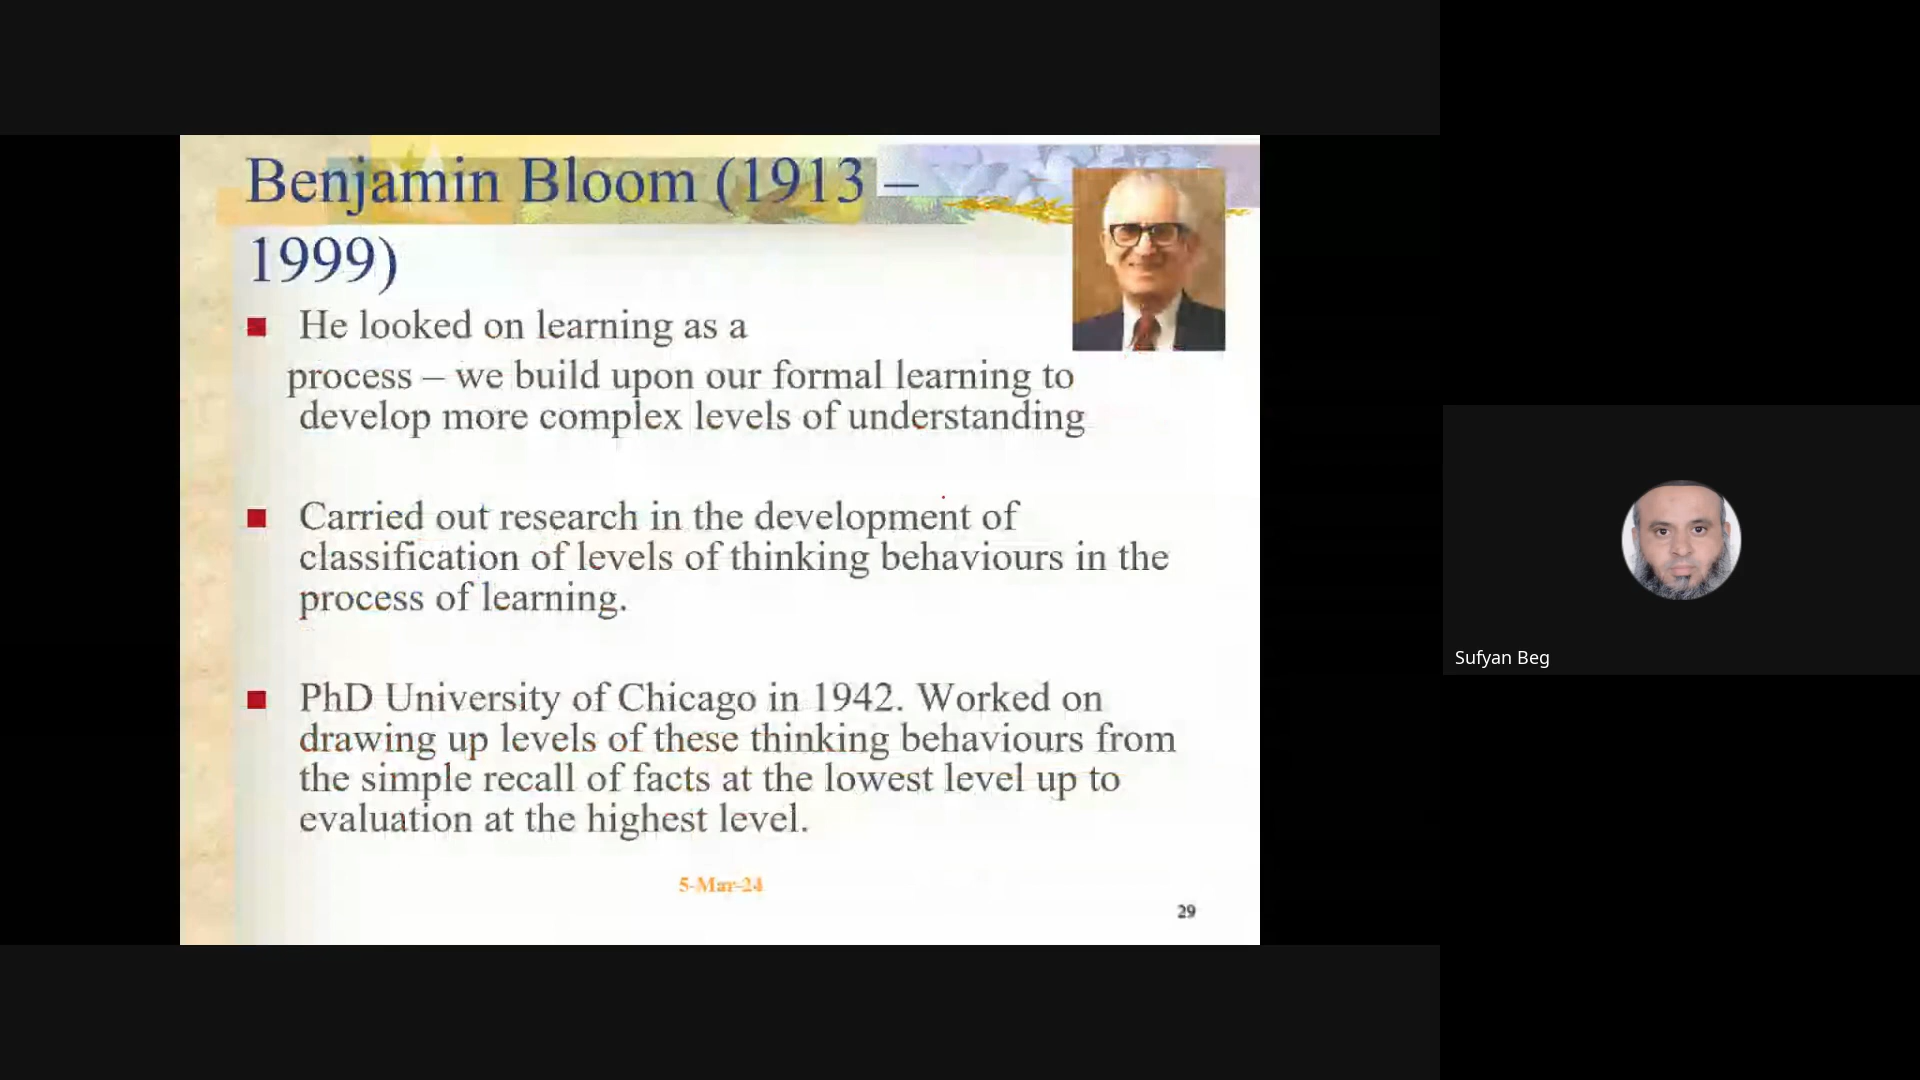 Benjamin Bloom (1913 –
1999)
He looked on learning as a
process – we build upon our formal learning to
develop more complex levels of understanding
Carried out research in the development of
classification of levels of thinking behaviours in the
process of learning.
PhD University of Chicago in 1942. Worked on
drawing up levels of these thinking behaviours from
the simple recall of facts at the lowest level up to
evaluation at the highest level.
5-Mar-24
29
Sufyan Beg